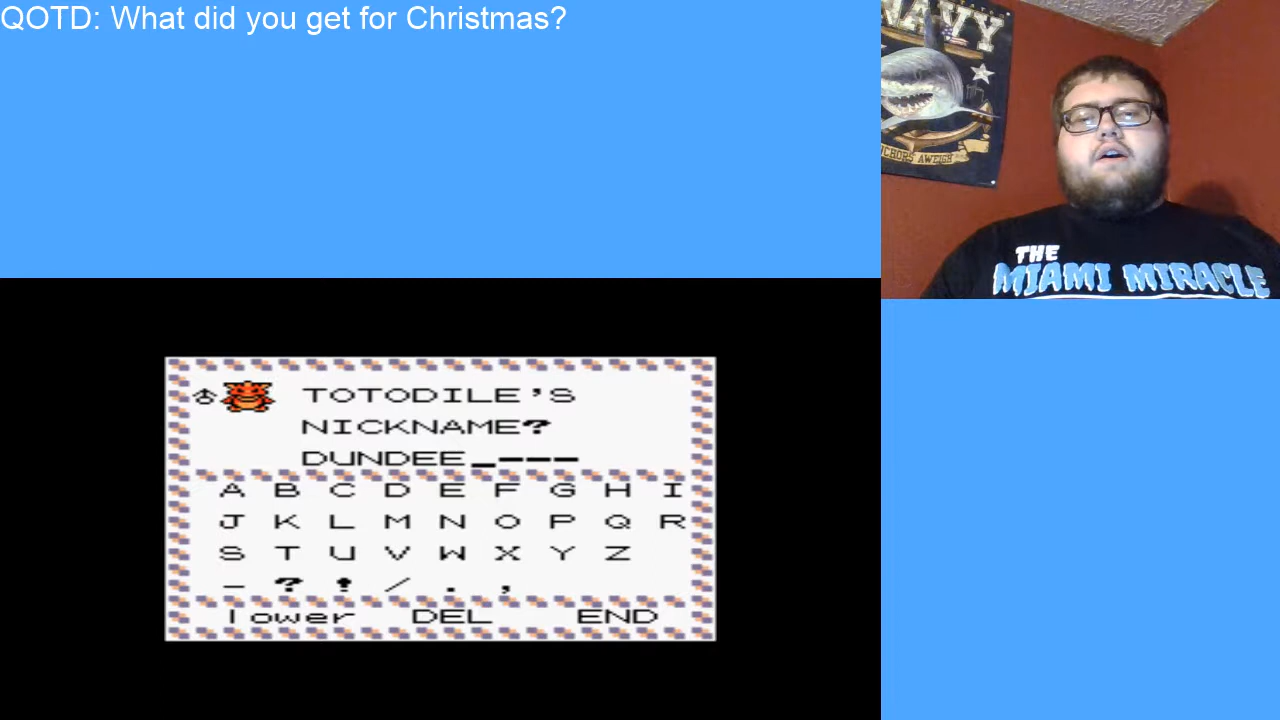 QOTD: What did you get for Christmas?
NAVY
ANCHORS AWEIGH
THE
MIAMI MIRACLE
♂ TOTODILE'S
NICKNAME?
DUNDEE_---
A B C D E F G H I
J K L M N O P Q R
S T U V W X Y Z
- ? ! / . ,
lower DEL END